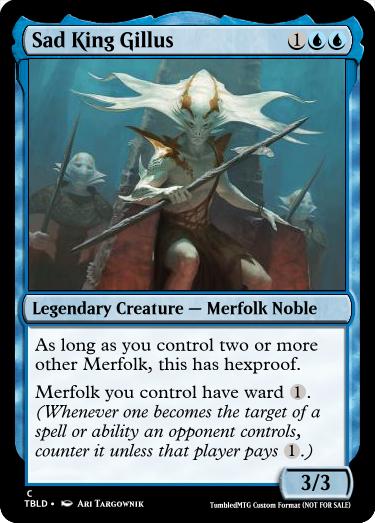 Sad King Gillus 1
Legendary Creature — Merfolk Noble
As long as you control two or more
other Merfolk, this has hexproof.
Merfolk you control have ward 1.
(Whenever one becomes the target of a
spell or ability an opponent controls,
counter it unless that player pays 1.)
3/3
C
TBLD • Ari Targownik
TumbledMTG Custom Format (NOT FOR SALE)